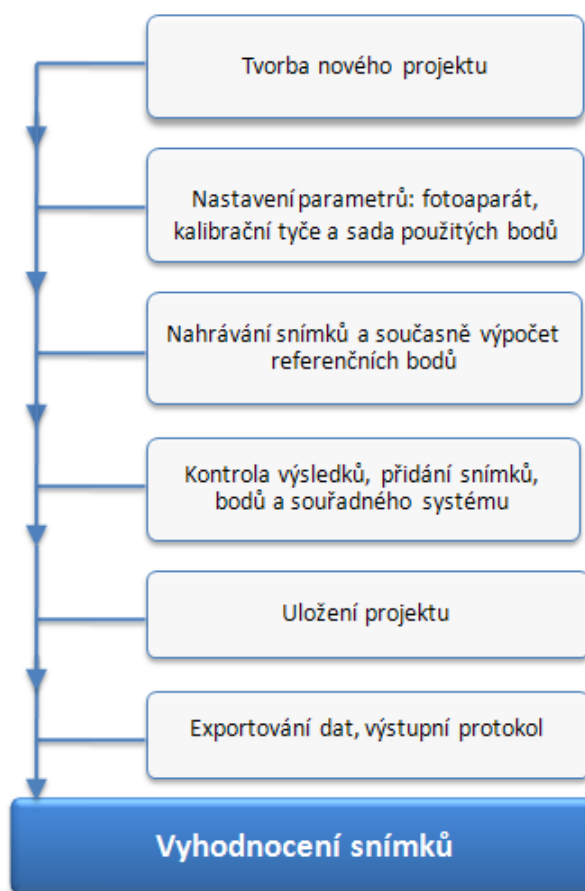 Tvorba nového projektu
Nastavení parametrů: fotoaparát,
kalibrační tyče a sada použitých bodů
Nahrávání snímků a současně výpočet
referenčních bodů
Kontrola výsledků, přidání snímků,
bodů a souřadného systému
Uložení projektu
Exportování dat, výstupní protokol
Vyhodnocení snímků